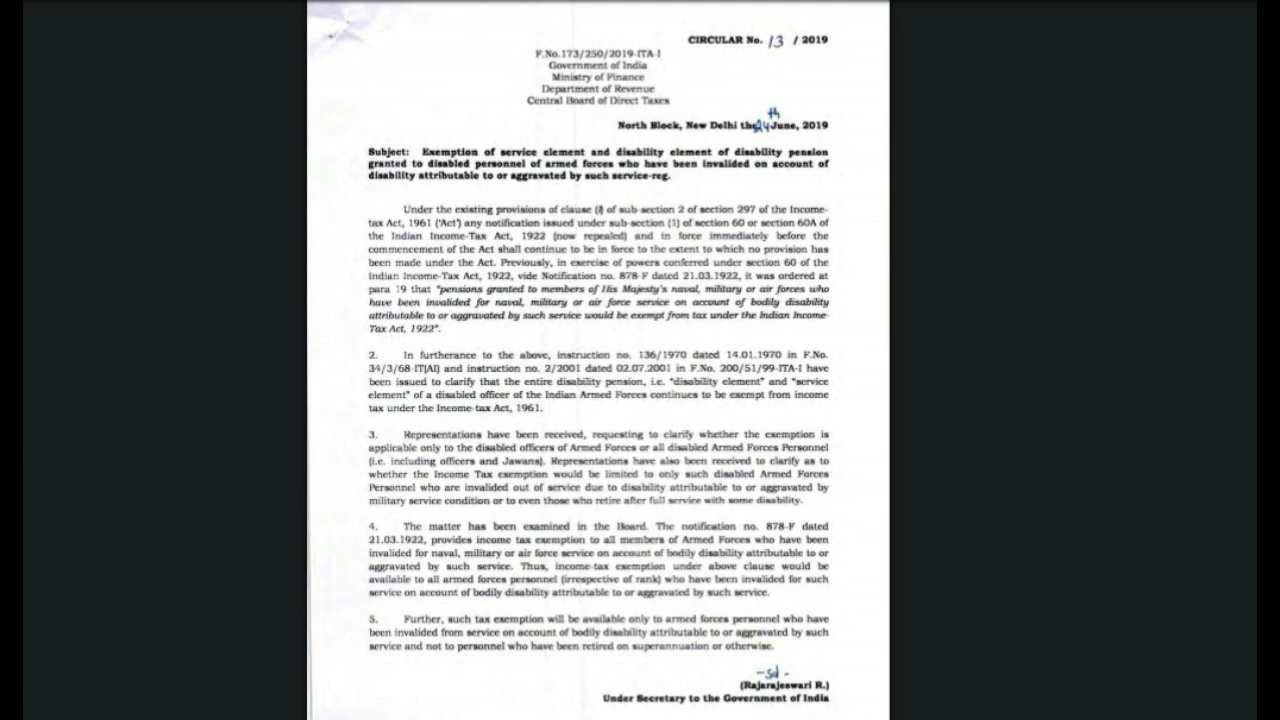 CIRCULAR No. 13 / 2019
F.No.173/250/2019-ITA-I
Government of India
Ministry of Finance
Department of Revenue
Central Board of Direct Taxes
North Block, New Delhi the 24th June, 2019
Subject: Exemption of service element and disability element of disability pension
granted to disabled personnel of armed forces who have been invalided on account of
disability attributable to or aggravated by such service-reg.
Under the existing provisions of clause (l) of sub-section 2 of section 297 of the Income-
tax Act, 1961 ('Act') any notification issued under sub-section (1) of section 60 or section 60A of
the Indian Income-Tax Act, 1922 (now repealed) and in force immediately before the
commencement of the Act shall continue to be in force to the extent to which no provision has
been made under the Act. Previously, in exercise of powers conferred under section 60 of the
Indian Income-Tax Act, 1922, vide Notification no. 878-F dated 21.03.1922, it was ordered at
para 19 that "pensions granted to members of His Majesty's naval, military or air forces who
have been invalided for naval, military or air force service on account of bodily disability
attributable to or aggravated by such service would be exempt from tax under the Indian Income-
Tax Act, 1922".
2. In furtherance to the above, instruction no. 136/1970 dated 14.01.1970 in F.No.
34/3/68-IT(AI) and instruction no. 2/2001 dated 02.07.2001 in F.No. 200/51/99-ITA-I have
been issued to clarify that the entire disability pension, i.e. "disability element" and "service
element" of a disabled officer of the Indian Armed Forces continues to be exempt from income
tax under the Income-tax Act, 1961.
3. Representations have been received, requesting to clarify whether the exemption is
applicable only to the disabled officers of Armed Forces or all disabled Armed Forces Personnel
(i.e. including officers and Jawans). Representations have also been received to clarify as to
whether the Income Tax exemption would be limited to only such disabled Armed Forces
Personnel who are invalided out of service due to disability attributable to or aggravated by
military service condition or to even those who retire after full service with some disability.
4. The matter has been examined in the Board. The notification no. 878-F dated
21.03.1922, provides income tax exemption to all members of Armed Forces who have been
invalided for naval, military or air force service on account of bodily disability attributable to or
aggravated by such service. Thus, income-tax exemption under above clause would be
available to all armed forces personnel (irrespective of rank) who have been invalided for such
service on account of bodily disability attributable to or aggravated by such service.
5. Further, such tax exemption will be available only to armed forces personnel who have
been invalided from service on account of bodily disability attributable to or aggravated by such
service and not to personnel who have been retired on superannuation or otherwise.
-sd-
(Rajarajeswari R.)
Under Secretary to the Government of India